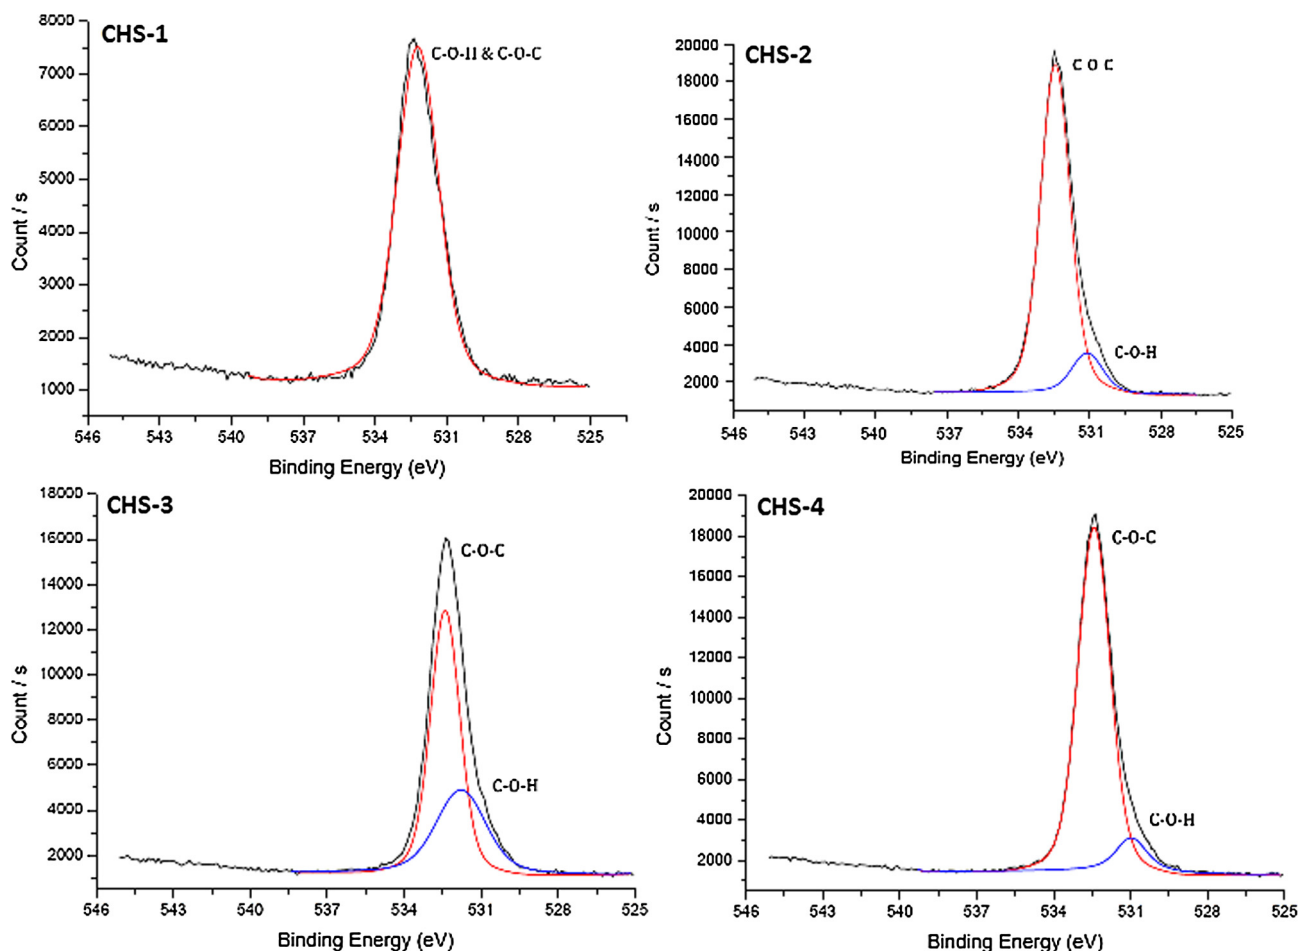 CHS-1
8000
7000
6000
5000
4000
3000
2000
1000
Count / s
C-O-H & C-O-C
546 543 540 537 534 531 528 525
Binding Energy (eV)
CHS-2
20000
18000
16000
14000
12000
10000
8000
6000
4000
2000
Count / s
C O C
C-O-H
546 543 540 537 534 531 528 525
Binding Energy (eV)
CHS-3
18000
16000
14000
12000
10000
8000
6000
4000
2000
Count / s
C-O-C
C-O-H
546 543 540 537 534 531 528 525
Binding Energy (eV)
CHS-4
20000
18000
16000
14000
12000
10000
8000
6000
4000
2000
Count / s
C-O-C
C-O-H
546 543 540 537 534 531 528 525
Binding Energy (eV)